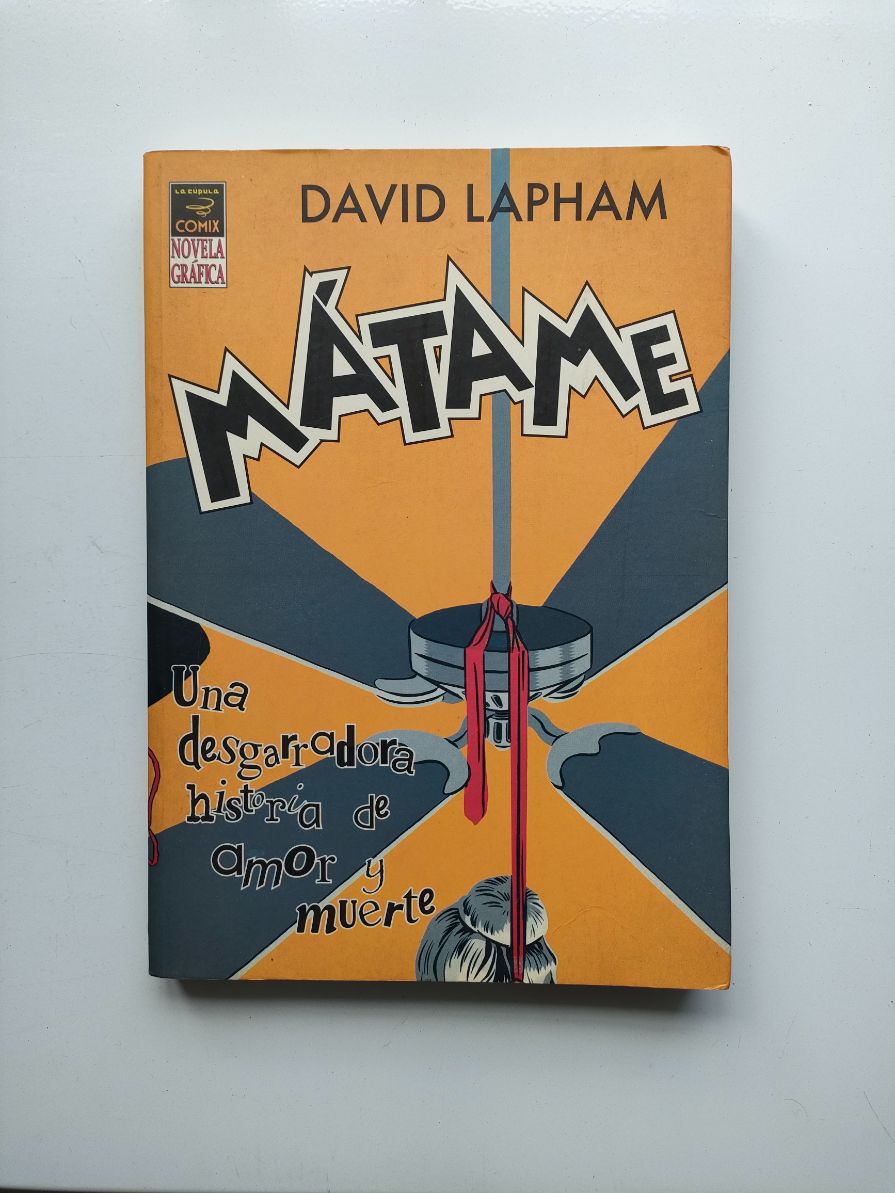 LA CÚPULA
COMIX
NOVELA
GRÁFICA
DAVID LAPHAM
MÁTAME
Una
desgarradora
historia de
amor y
muerte